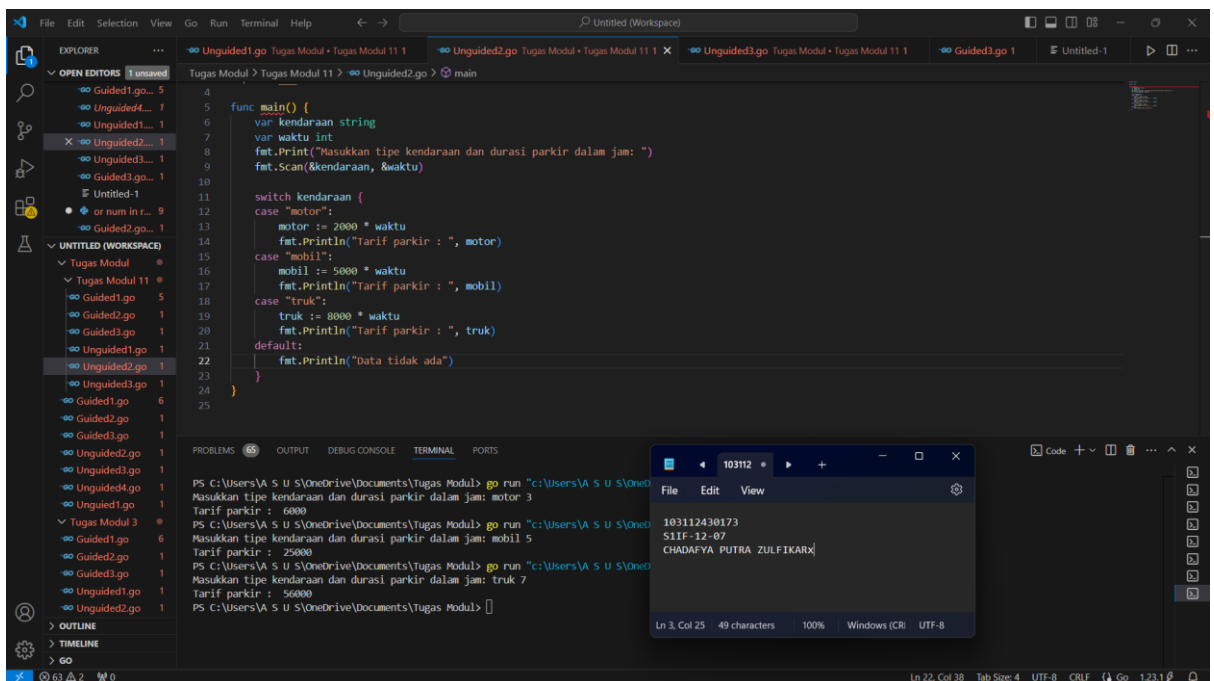 File Edit Selection View Go Run Terminal Help
Untitled (Workspace)
EXPLORER
Unguided1.go Tugas Modul • Tugas Modul 11 1
Unguided2.go Tugas Modul • Tugas Modul 11 1
Unguided3.go Tugas Modul • Tugas Modul 11 1
Guided3.go 1
Untitled-1
OPEN EDITORS 1 unsaved
Guided1.go... 5
Unguided4.... 1
Unguided1.... 1
Unguided2.... 1
Unguided3.... 1
Guided3.go... 1
Untitled-1
or num in r... 9
Guided2.go... 1
UNTITLED (WORKSPACE)
Tugas Modul
Tugas Modul 11
Guided1.go 5
Guided2.go 1
Guided3.go 1
Unguided1.go 1
Unguided2.go 1
Unguided3.go 1
Guided1.go 6
Guided2.go 1
Guided3.go 1
Unguided2.go 1
Unguided3.go 1
Unguided4.go 1
Unguied1.go 1
Tugas Modul 3
Guided1.go 6
Guided2.go 1
Guided3.go 1
Unguided1.go 1
Unguided2.go 1
OUTLINE
TIMELINE
GO
Tugas Modul > Tugas Modul 11 > Unguided2.go > main
4
5 func main() {
6 var kendaraan string
7 var waktu int
8 fmt.Print("Masukkan tipe kendaraan dan durasi parkir dalam jam: ")
9 fmt.Scan(&kendaraan, &waktu)
10
11 switch kendaraan {
12 case "motor":
13 motor := 2000 * waktu
14 fmt.Println("Tarif parkir : ", motor)
15 case "mobil":
16 mobil := 5000 * waktu
17 fmt.Println("Tarif parkir : ", mobil)
18 case "truk":
19 truk := 8000 * waktu
20 fmt.Println("Tarif parkir : ", truk)
21 default:
22 fmt.Println("Data tidak ada")
23 }
24 }
25
PROBLEMS 65 OUTPUT DEBUG CONSOLE TERMINAL PORTS
Code
PS C:\Users\A S U S\OneDrive\Documents\Tugas Modul> go run "c:\Users\A S U S\OneD
Masukkan tipe kendaraan dan durasi parkir dalam jam: motor 3
Tarif parkir : 6000
PS C:\Users\A S U S\OneDrive\Documents\Tugas Modul> go run "c:\Users\A S U S\OneD
Masukkan tipe kendaraan dan durasi parkir dalam jam: mobil 5
Tarif parkir : 25000
PS C:\Users\A S U S\OneDrive\Documents\Tugas Modul> go run "c:\Users\A S U S\OneD
Masukkan tipe kendaraan dan durasi parkir dalam jam: truk 7
Tarif parkir : 56000
PS C:\Users\A S U S\OneDrive\Documents\Tugas Modul>
103112
File Edit View
103112430173
S1IF-12-07
CHADAFYA PUTRA ZULFIKARx
Ln 3, Col 25 49 characters 100% Windows (CRI UTF-8
63 2 0
Ln 22, Col 38 Tab Size: 4 UTF-8 CRLF Go 1.23.1